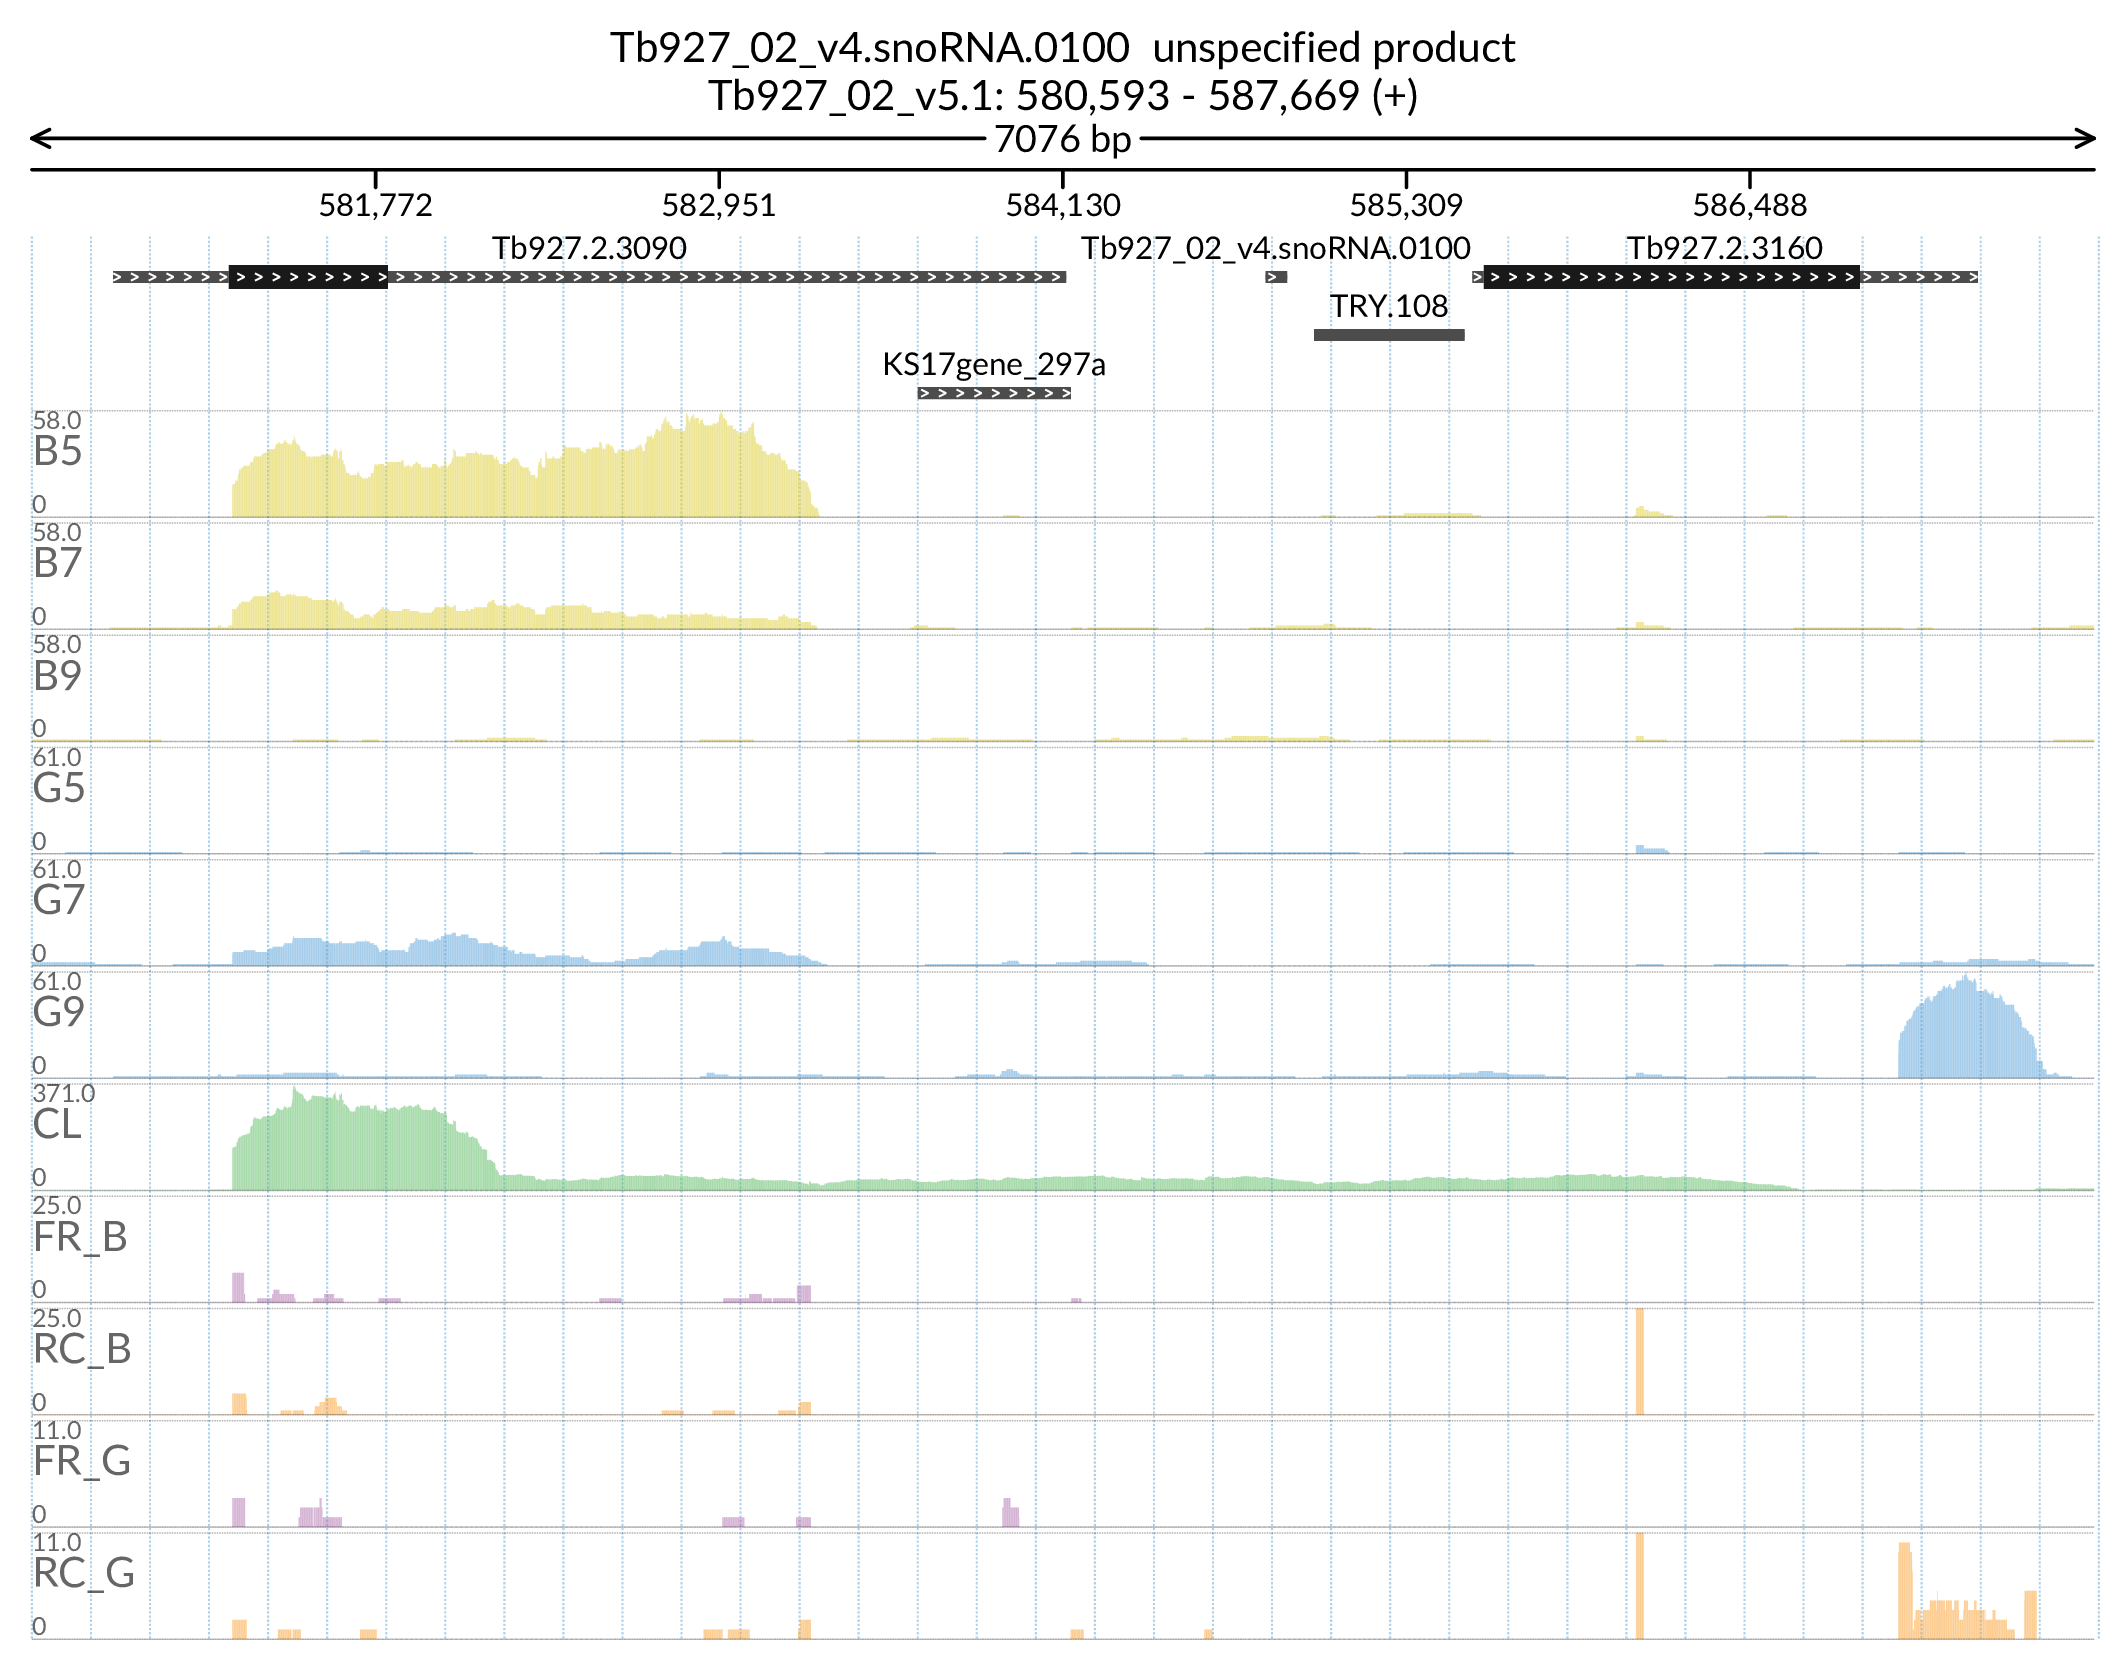 Tb927_02_v4.snoRNA.0100  unspecified product
Tb927_02_v5.1: 580,593 - 587,669 (+)
7076 bp
581,772 582,951 584,130 585,309 586,488
Tb927.2.3090 Tb927_02_v4.snoRNA.0100 Tb927.2.3160
TRY.108
KS17gene_297a
58.0
B5
0
58.0
B7
0
58.0
B9
0
61.0
G5
0
61.0
G7
0
61.0
G9
0
371.0
CL
0
25.0
FR_B
0
25.0
RC_B
0
11.0
FR_G
0
11.0
RC_G
0